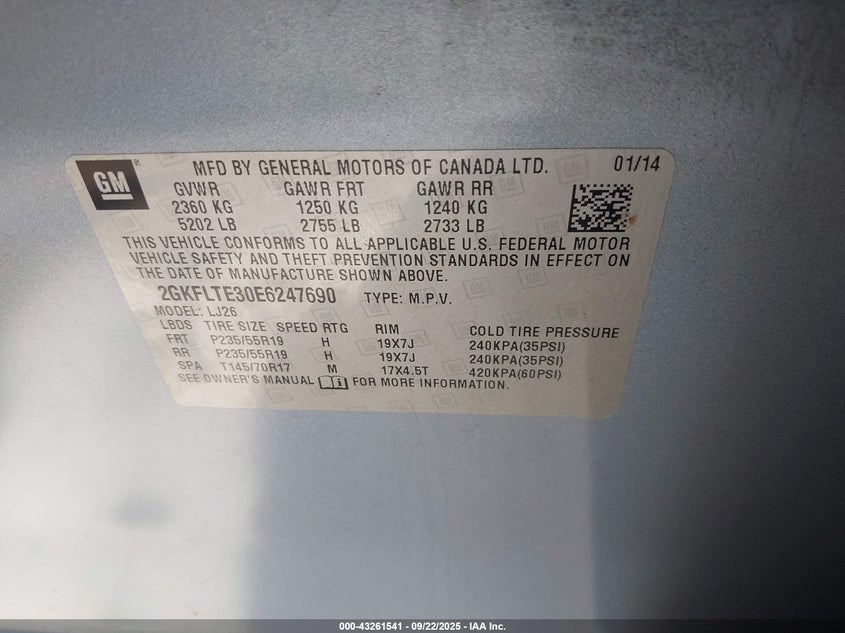 GM ® MFD BY GENERAL MOTORS OF CANADA LTD. 01/14
GVWR GAWR FRT GAWR RR
2360 KG 1250 KG 1240 KG
5202 LB 2755 LB 2733 LB
THIS VEHICLE CONFORMS TO ALL APPLICABLE U.S. FEDERAL MOTOR
VEHICLE SAFETY AND THEFT PREVENTION STANDARDS IN EFFECT ON
THE DATE OF MANUFACTURE SHOWN ABOVE.
2GKFLTE30E6247690 TYPE: M.P.V.
MODEL: LJ26
LBDS TIRE SIZE SPEED RTG RIM COLD TIRE PRESSURE
FRT P235/55R19 H 19X7J 240KPA(35PSI)
RR P235/55R19 H 19X7J 240KPA(35PSI)
SPA T145/70R17 M 17X4.5T 420KPA(60PSI)
SEE OWNER'S MANUAL FOR MORE INFORMATION.
000-43261541 - 09/22/2025 - IAA Inc.